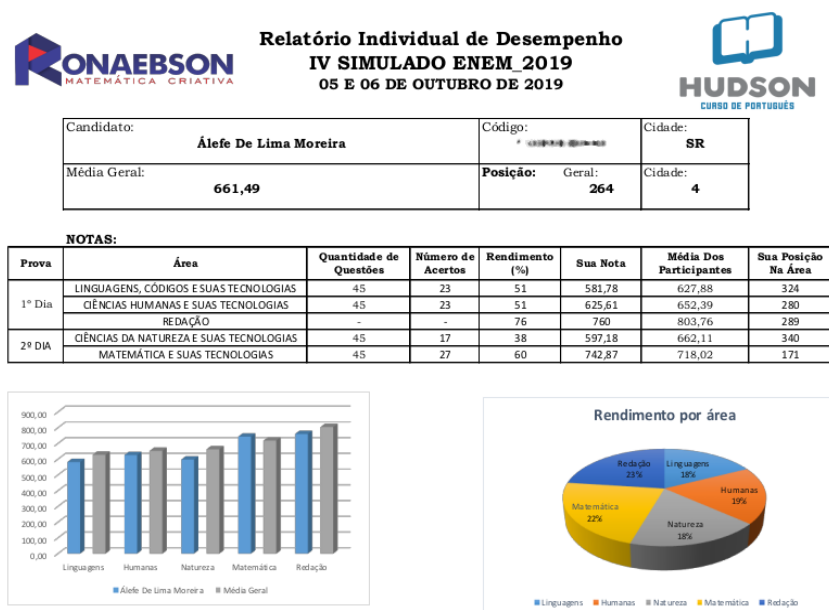 RONAEBSON
MATEMÁTICA CRIATIVA
Relatório Individual de Desempenho
IV SIMULADO ENEM_2019
05 E 06 DE OUTUBRO DE 2019
HUDSON
CURSO DE PORTUGUÊS
Candidato: Código: Cidade:
Álefe De Lima Moreira SR
Média Geral: Posição: Geral: Cidade:
661,49 264 4
NOTAS:
Prova Área Quantidade de Questões Número de Acertos Rendimento (%) Sua Nota Média Dos Participantes Sua Posição Na Área
1º Dia
LINGUAGENS, CÓDIGOS E SUAS TECNOLOGIAS 45 23 51 581,78 627,88 324
CIÊNCIAS HUMANAS E SUAS TECNOLOGIAS 45 23 51 625,61 652,39 280
REDAÇÃO - - 76 760 803,76 289
2º DIA
CIÊNCIAS DA NATUREZA E SUAS TECNOLOGIAS 45 17 38 597,18 662,11 340
MATEMÁTICA E SUAS TECNOLOGIAS 45 27 60 742,87 718,02 171
900,00
800,00
700,00
600,00
500,00
400,00
300,00
200,00
100,00
0,00
Linguagens Humanas Natureza Matemática Redação
Álefe De Lima Moreira Média Geral
Rendimento por área
Redação 23%
Linguagens 18%
Humanas 19%
Matemática 22%
Natureza 18%
Linguagens Humanas Natureza Matemática Redação